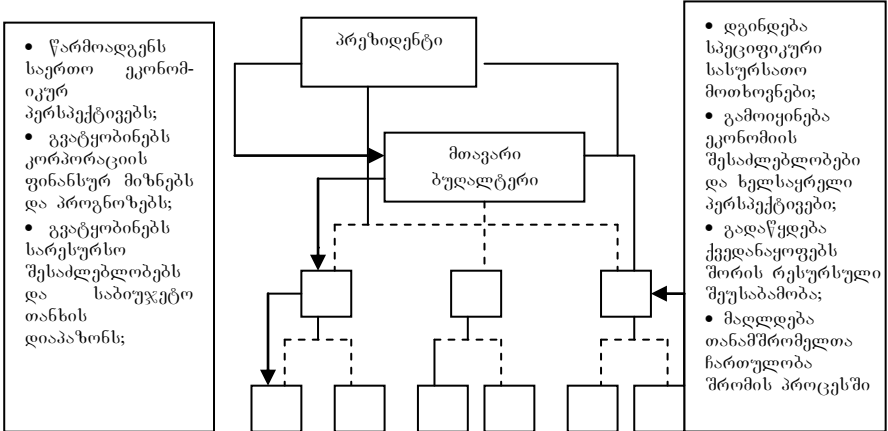 • წარმოადგენს
საერთო ეკონომ-
იკურ
პერსპექტივებს;
• გვატყობინებს
კორპორაციის
ფინანსურ მიზნებს
და პროგნოზებს;
• გვატყობინებს
სარესურსო
შესაძლებლობებს
და საბიუჯეტო
თანხის
დიაპაზონს;
პრეზიდენტი
მთავარი
ბუღალტერი
• დგინდება
სპეციფიკური
სასურსათო
მოთხოვნები;
• გამოიყინება
ეკონომიის
შესაძლებლობები
და ხელსაყრელი
პერსპექტივები;
• გადაწყდება
ქვედანაყოფებს
შორის რესურსული
შეუსაბამობა;
• მაღლდება
თანამშრომელთა
ჩართულობა
შრომის პროცესში